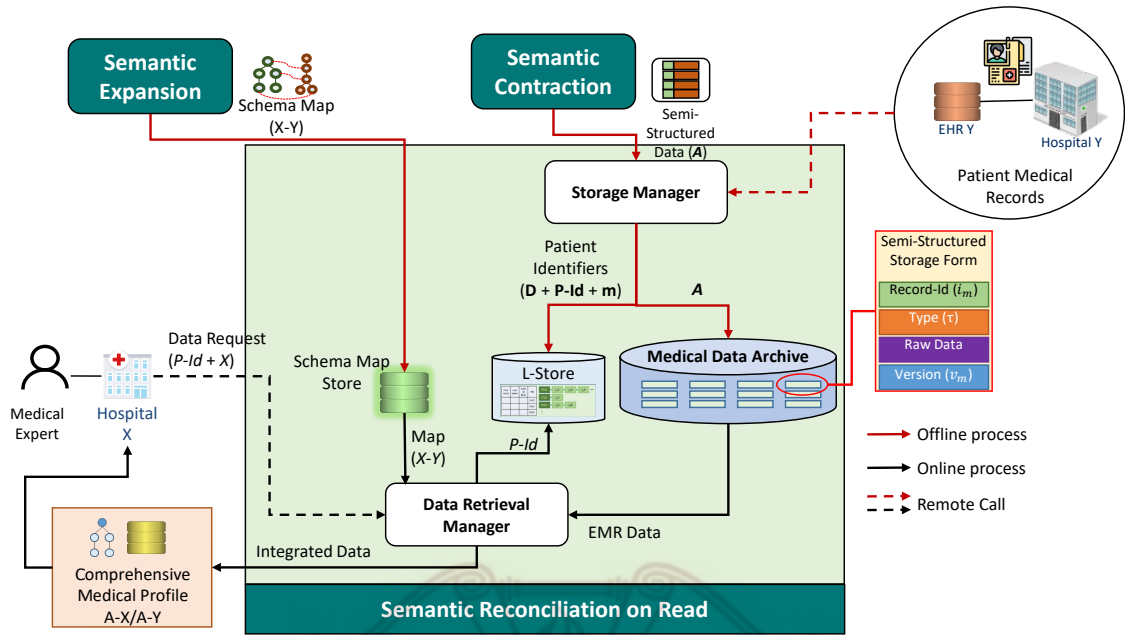 Semantic
Expansion
Schema Map
(X-Y)
Semantic
Contraction
Semi-
Structured
Data (A)
EHR Y
Hospital Y
Patient Medical
Records
Storage Manager
Patient
Identifiers
(D + P-Id + m)
A
Semi-Structured
Storage Form
Record-Id (iₘ)
Type (τ)
Raw Data
Version (vₘ)
Data Request
(P-Id + X)
Medical
Expert
Hospital
X
Schema Map
Store
L-Store
Medical Data Archive
Map
(X-Y)
P-Id
Data Retrieval
Manager
EMR Data
Integrated Data
Comprehensive
Medical Profile
A-X/A-Y
Offline process
Online process
Remote Call
Semantic Reconciliation on Read